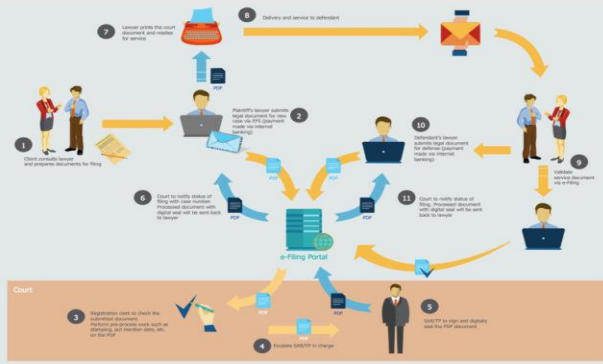 7
Lawyer prints the court
document and readies
for service
8
Delivery and service to defendant
PDF
Plaintiff's lawyer submits
legal document for new
case via EFS (payment
made via internet
banking)
2
10
Defendant's lawyer
submits legal document
for defense (payment
made via internet
banking)
1
Client consults lawyer
and prepares documents for filing
9
Validate
service document
via e-Filing
PDF
PDF
6
Court to notify status of
filing with case number.
Processed document with
digital seal will be sent
back to lawyer
PDF
11
Court to notify status of
filing. Processed document
with digital seal will be sent
back to lawyer
PDF
e-Filing Portal
Court
3
Registration clerk to check the
submitted document.
Perform pre-process work such as
stamping, put mention date, etc.
on the PDF
PDF
PDF
4
Escalate SAR/TP in charge
PDF
5
SAR/TP to sign and digitally
seal the PDF document